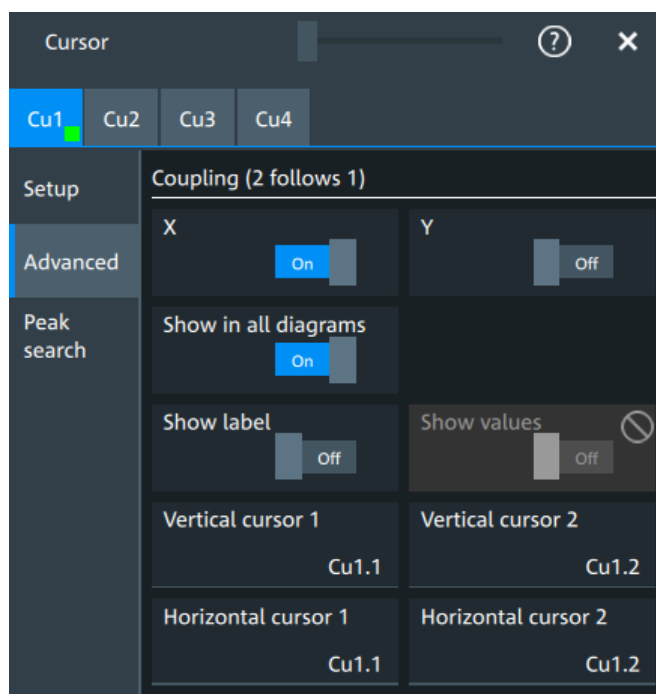 Cursor
Cu1 Cu2 Cu3 Cu4
Setup
Advanced
Peak
search
Coupling (2 follows 1)
X
On
Y
Off
Show in all diagrams
On
Show label
Off
Show values
Off
Vertical cursor 1
Cu1.1
Vertical cursor 2
Cu1.2
Horizontal cursor 1
Cu1.1
Horizontal cursor 2
Cu1.2